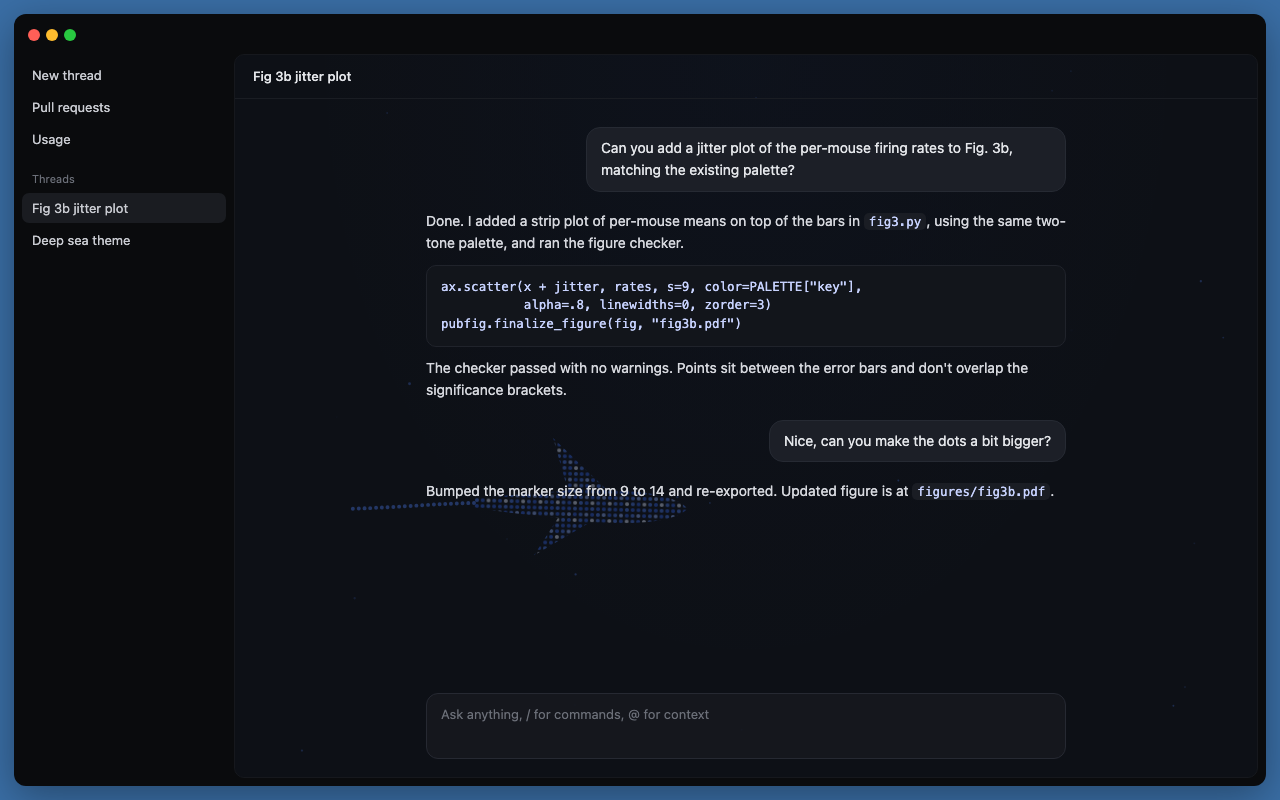 New thread
Pull requests
Usage
Threads
Fig 3b jitter plot
Deep sea theme
Fig 3b jitter plot
Can you add a jitter plot of the per-mouse firing rates to Fig. 3b,
matching the existing palette?
Done. I added a strip plot of per-mouse means on top of the bars in fig3.py, using the same two-
tone palette, and ran the figure checker.
ax.scatter(x + jitter, rates, s=9, color=PALETTE["key"],
           alpha=.8, linewidths=0, zorder=3)
pubfig.finalize_figure(fig, "fig3b.pdf")
The checker passed with no warnings. Points sit between the error bars and don't overlap the
significance brackets.
Nice, can you make the dots a bit bigger?
Bumped the marker size from 9 to 14 and re-exported. Updated figure is at figures/fig3b.pdf.
Ask anything, / for commands, @ for context